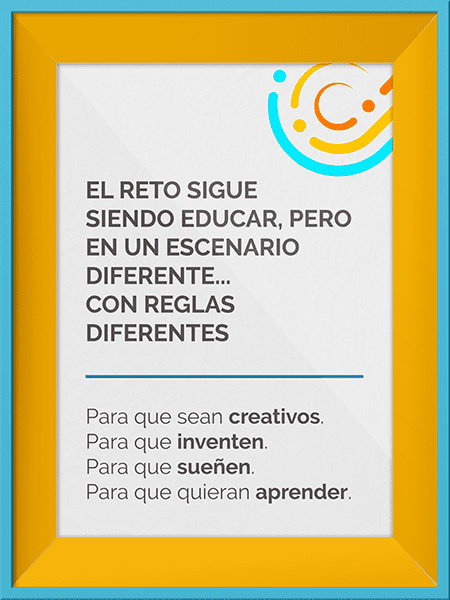 EL RETO SIGUE
SIENDO EDUCAR, PERO
EN UN ESCENARIO
DIFERENTE...
CON REGLAS
DIFERENTES
Para que sean creativos.
Para que inventen.
Para que sueñen.
Para que quieran aprender.